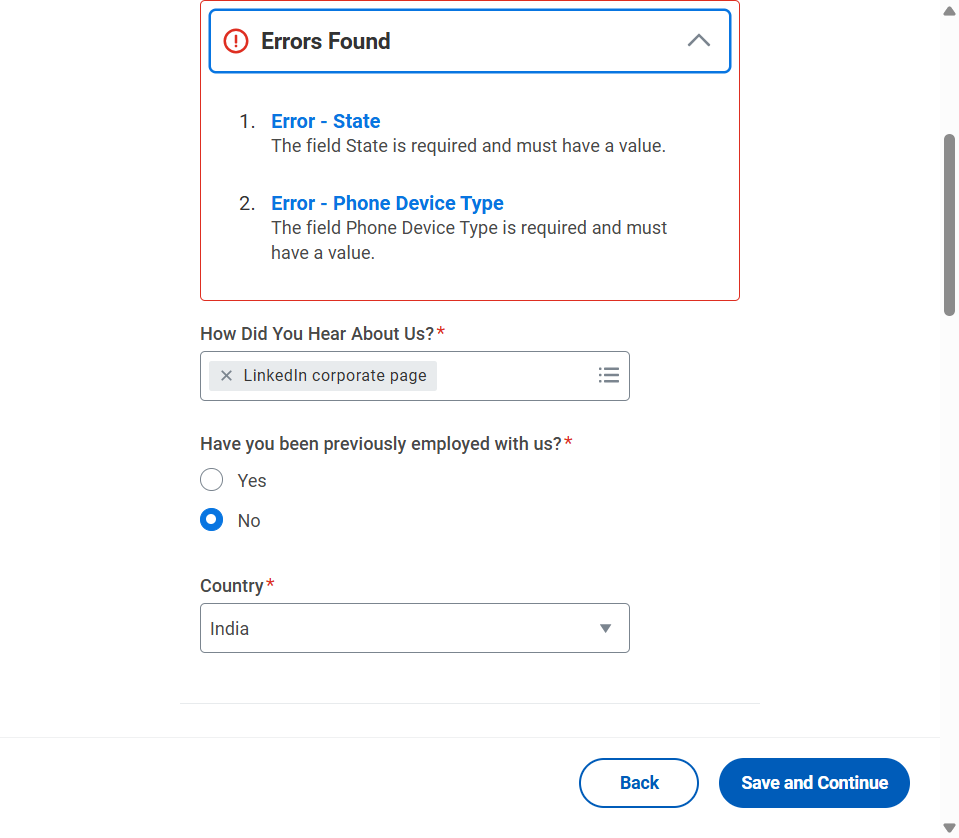 Errors Found
1. Error - State
The field State is required and must have a value.
2. Error - Phone Device Type
The field Phone Device Type is required and must
have a value.
How Did You Hear About Us?*
LinkedIn corporate page
Have you been previously employed with us?*
Yes
No
Country*
India
Back
Save and Continue